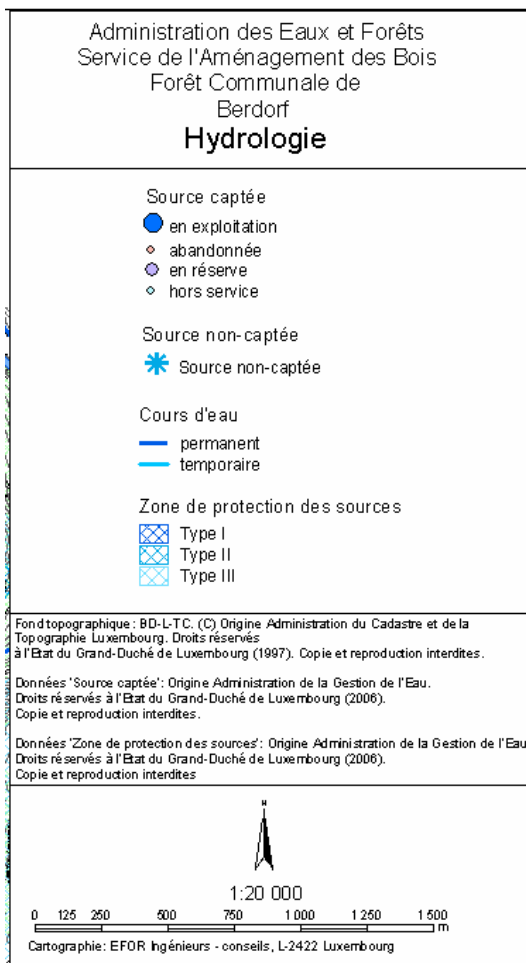 Administration des Eaux et Forêts
Service de l'Aménagement des Bois
Forêt Communale de
Berdorf
Hydrologie
Source captée
en exploitation
abandonnée
en réserve
hors service
Source non-captée
Source non-captée
Cours d'eau
permanent
temporaire
Zone de protection des sources
Type I
Type II
Type III
Fond topographique: BD-L-TC. (C) Origine Administration du Cadastre et de la
Topographie Luxembourg. Droits réservés
à l'Etat du Grand-Duché de Luxembourg (1997). Copie et reproduction interdites.
Données 'Source captée': Origine Administration de la Gestion de l'Eau.
Droits réservés à l'Etat du Grand-Duché de Luxembourg (2006).
Copie et reproduction interdites.
Données 'Zone de protection des sources': Origine Administration de la Gestion de l'Eau
Droits réservés à l'Etat du Grand-Duché de Luxembourg (2006).
Copie et reproduction interdites
N
1:20 000
0 125 250 500 750 1 000 1 250 1 500
m
Cartographie: EFOR Ingénieurs - conseils, L-2422 Luxembourg